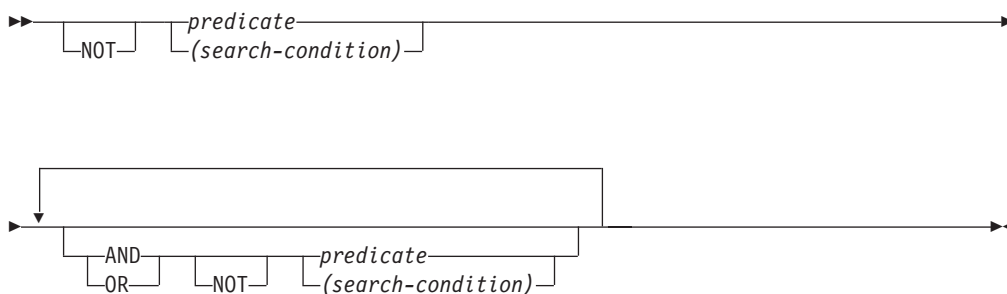 predicate
NOT (search-condition)
AND predicate
OR NOT (search-condition)